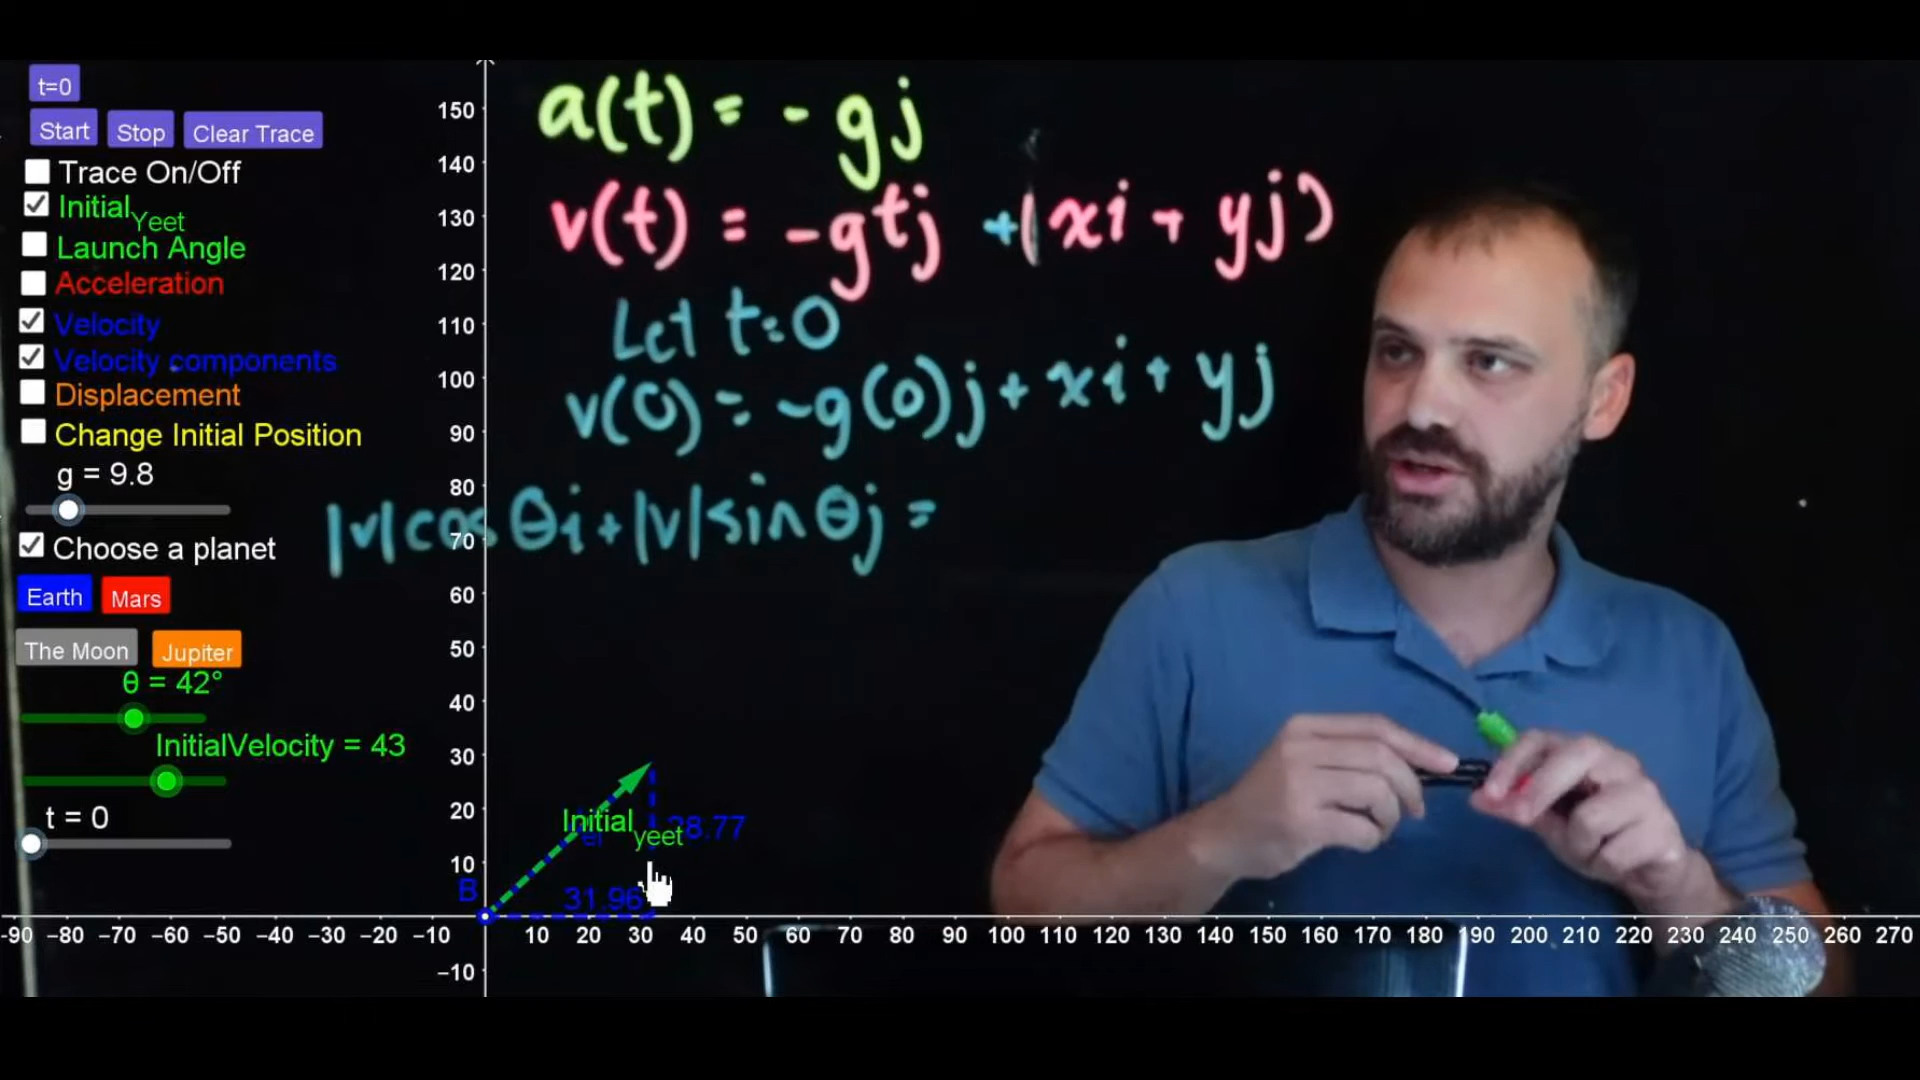 t=0
Start Stop Clear Trace
Trace On/Off
Initial Yeet
Launch Angle
Acceleration
Velocity
Velocity components
Displacement
Change Initial Position
g = 9.8
Choose a planet
Earth Mars
The Moon Jupiter
θ = 42°
InitialVelocity = 43
t = 0
a(t) = - gj
v(t) = -gtj + (xi + yj)
Let t=0
v(0) = -g(0)j + xi + yj
|v|cos θi + |v| sin θj =
150
140
130
120
110
100
90
80
70
60
50
40
30
20
10
-10
Initial yeet
28.77
31.96
B
-90 -80 -70 -60 -50 -40 -30 -20 -10 10 20 30 40 50 60 70 80 90 100 110 120 130 140 150 160 170 180 190 200 210 220 230 240 250 260 270